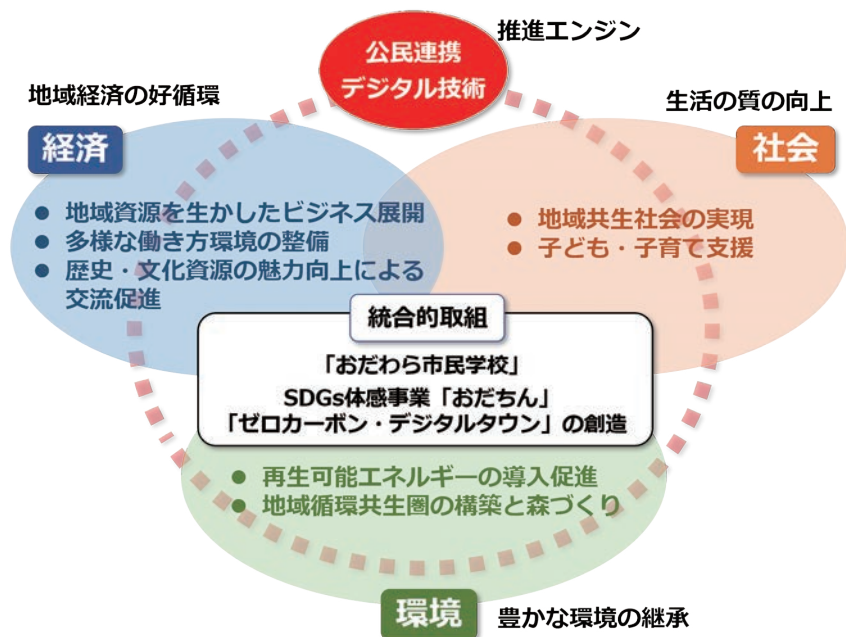 推進エンジン
公民連携
デジタル技術
地域経済の好循環
経済
生活の質の向上
社会
● 地域資源を生かしたビジネス展開
● 多様な働き方環境の整備
● 歴史・文化資源の魅力向上による
交流促進
● 地域共生社会の実現
● 子ども・子育て支援
統合的取組
「おだわら市民学校」
SDGs体感事業「おだちん」
「ゼロカーボン・デジタルタウン」の創造
● 再生可能エネルギーの導入促進
● 地域循環共生圏の構築と森づくり
環境
豊かな環境の継承